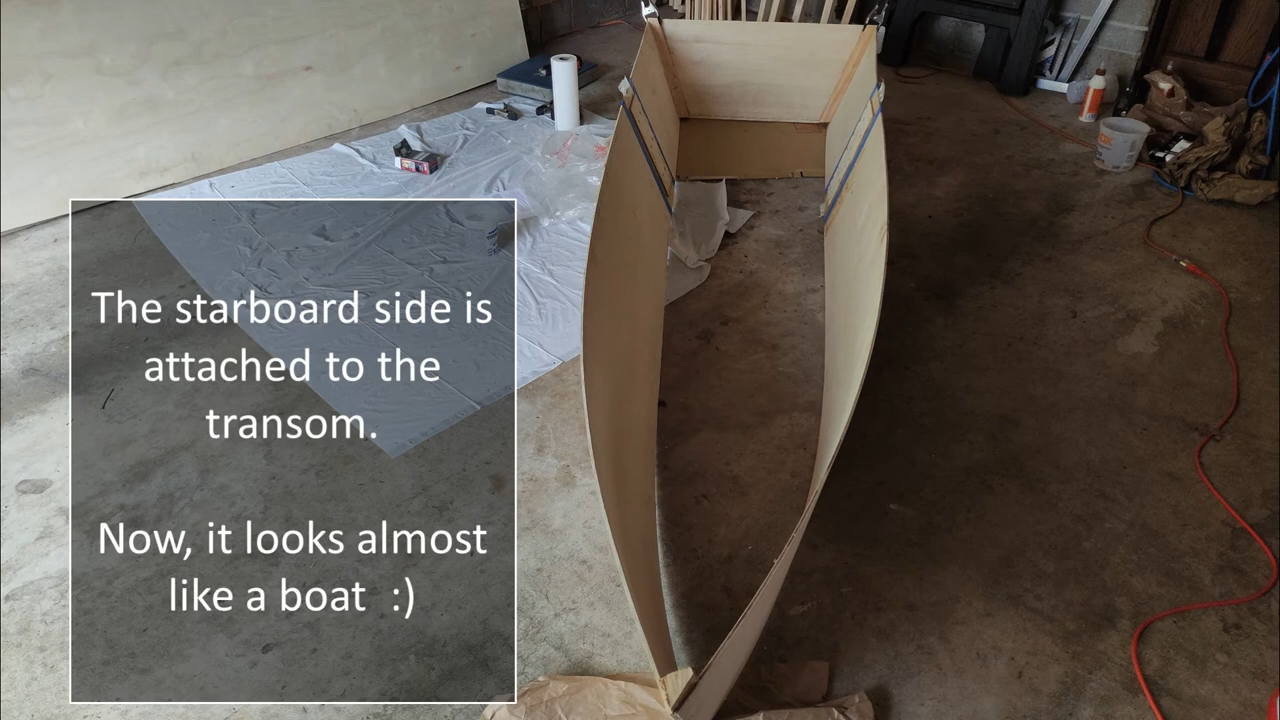 The starboard side is
attached to the
transom.
Now, it looks almost
like a boat  :)